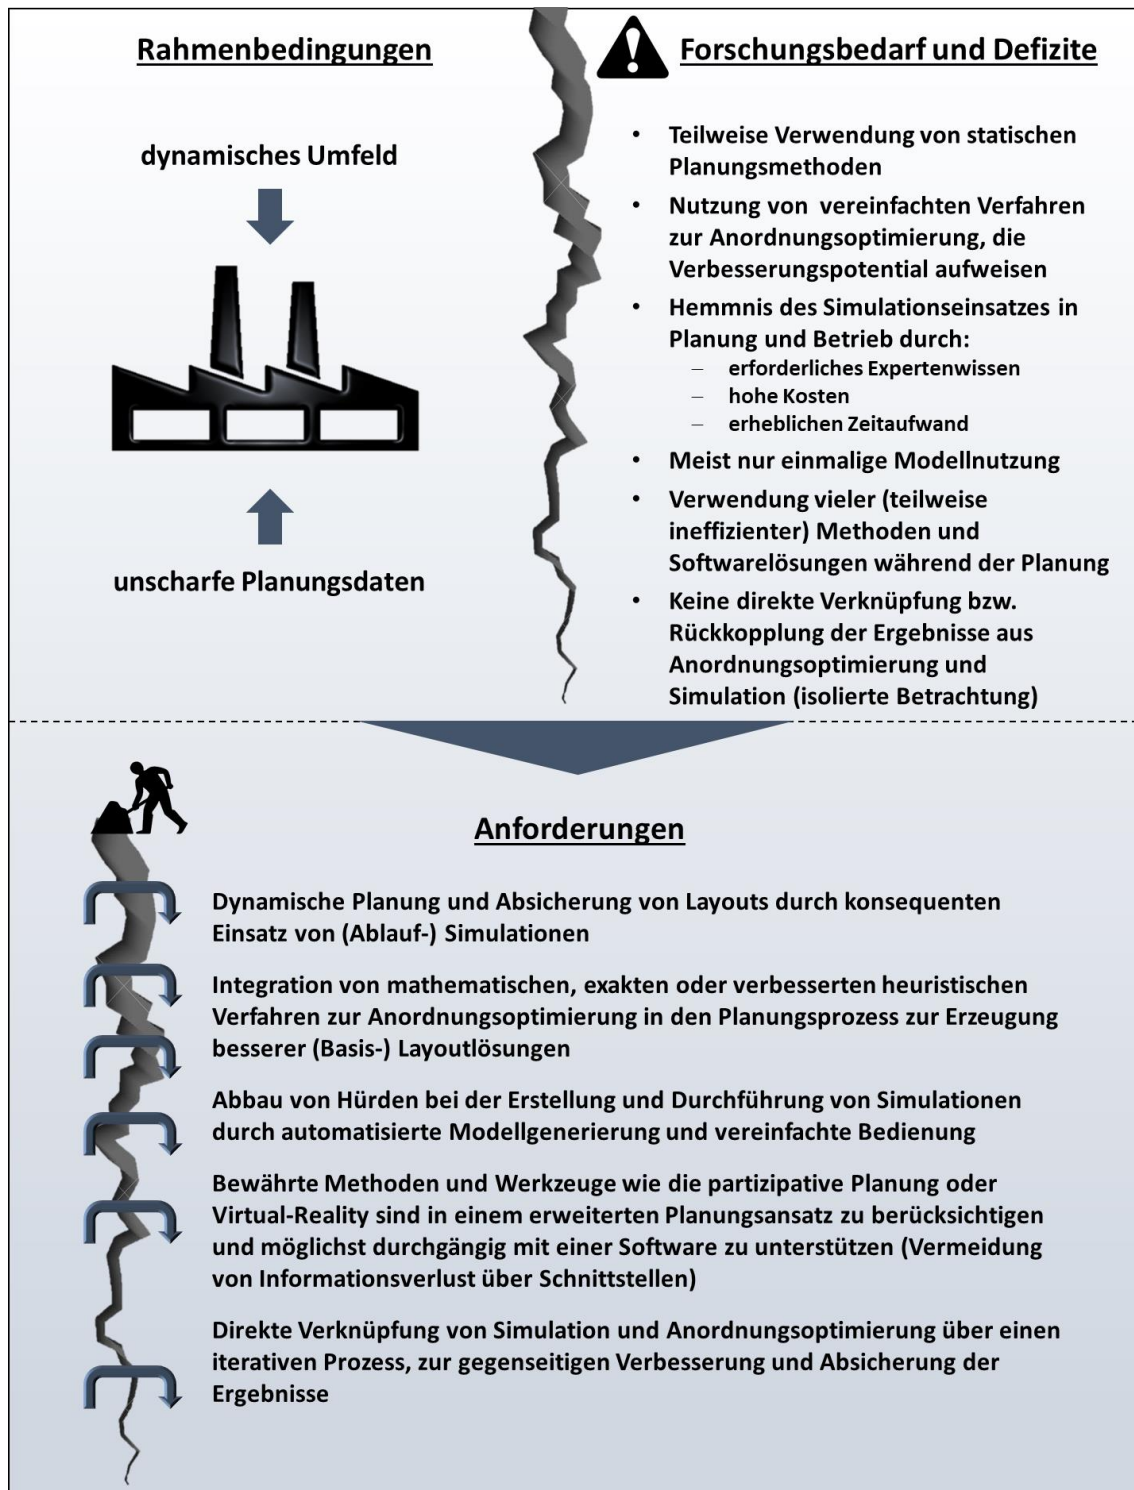 Rahmenbedingungen
dynamisches Umfeld
unscharfe Planungsdaten
Forschungsbedarf und Defizite
• Teilweise Verwendung von statischen
Planungsmethoden
• Nutzung von vereinfachten Verfahren
zur Anordnungsoptimierung, die
Verbesserungspotential aufweisen
• Hemmnis des Simulationseinsatzes in
Planung und Betrieb durch:
– erforderliches Expertenwissen
– hohe Kosten
– erheblichen Zeitaufwand
• Meist nur einmalige Modellnutzung
• Verwendung vieler (teilweise
ineffizienter) Methoden und
Softwarelösungen während der Planung
• Keine direkte Verknüpfung bzw.
Rückkopplung der Ergebnisse aus
Anordnungsoptimierung und
Simulation (isolierte Betrachtung)
Anforderungen
Dynamische Planung und Absicherung von Layouts durch konsequenten
Einsatz von (Ablauf-) Simulationen
Integration von mathematischen, exakten oder verbesserten heuristischen
Verfahren zur Anordnungsoptimierung in den Planungsprozess zur Erzeugung
besserer (Basis-) Layoutlösungen
Abbau von Hürden bei der Erstellung und Durchführung von Simulationen
durch automatisierte Modellgenerierung und vereinfachte Bedienung
Bewährte Methoden und Werkzeuge wie die partizipative Planung oder
Virtual-Reality sind in einem erweiterten Planungsansatz zu berücksichtigen
und möglichst durchgängig mit einer Software zu unterstützen (Vermeidung
von Informationsverlust über Schnittstellen)
Direkte Verknüpfung von Simulation und Anordnungsoptimierung über einen
iterativen Prozess, zur gegenseitigen Verbesserung und Absicherung der
Ergebnisse